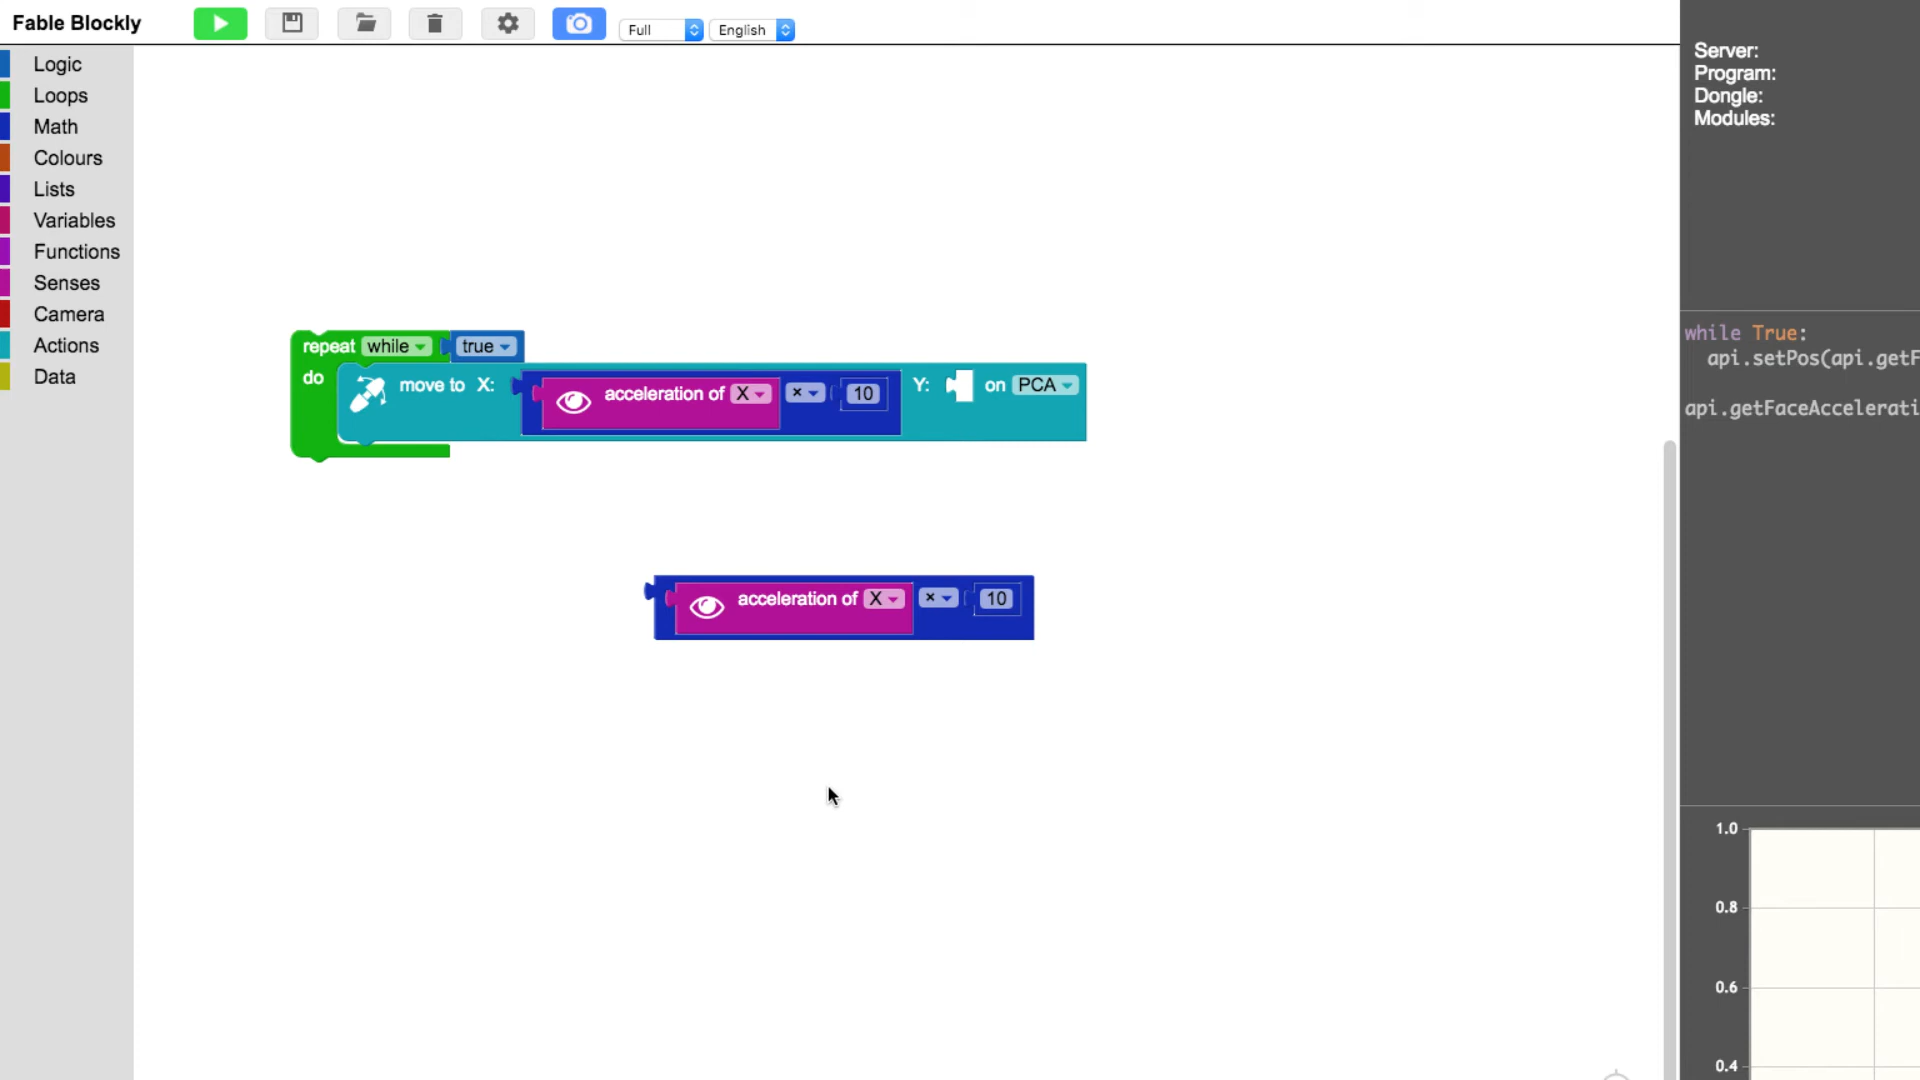 Fable Blockly
Full
English
Logic
Loops
Math
Colours
Lists
Variables
Functions
Senses
Camera
Actions
Data
repeat while true
do move to X: acceleration of X × 10 Y: on PCA
acceleration of X × 10
Server:
Program:
Dongle:
Modules:
while True:
api.setPos(api.getF
api.getFaceAccelerati
1.0
0.8
0.6
0.4